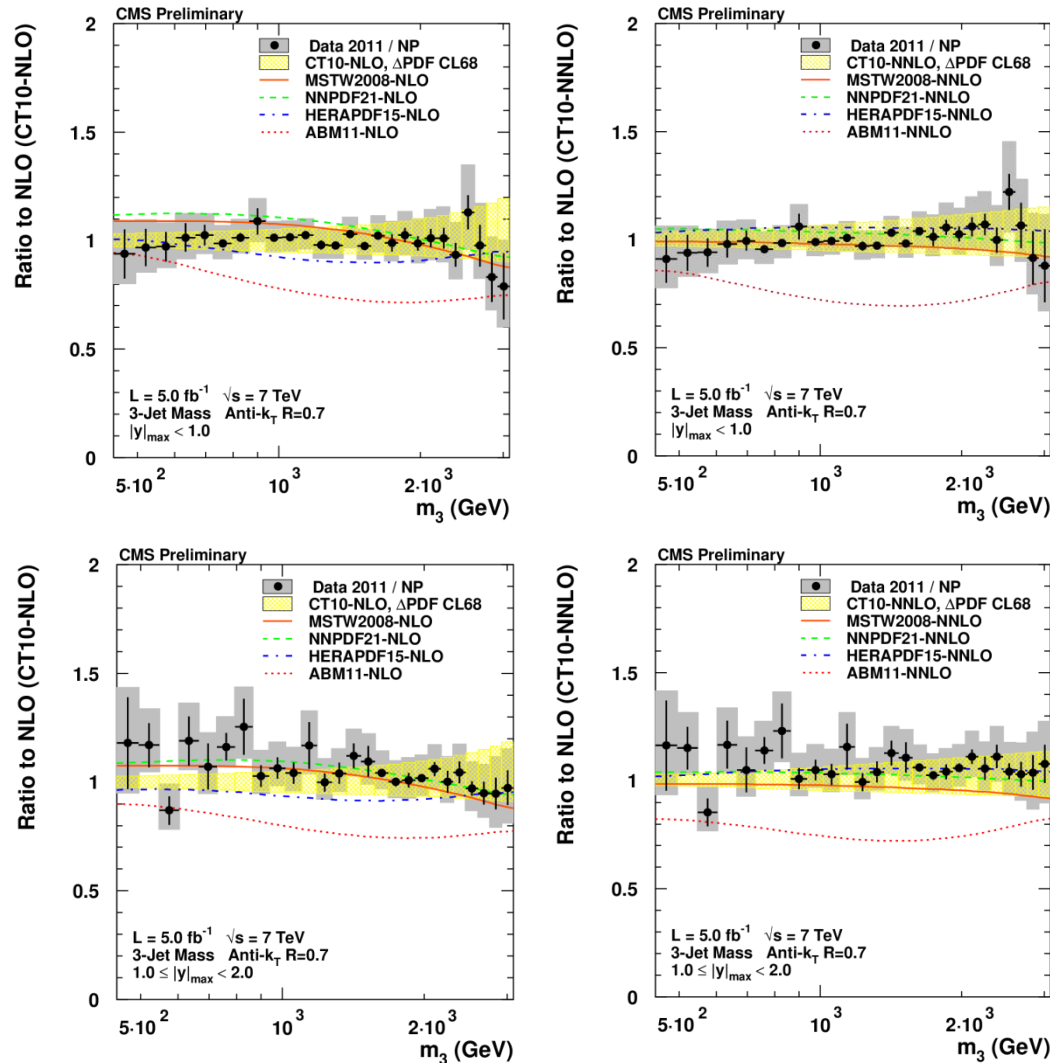 CMS Preliminary
Ratio to NLO (CT10-NLO)
2
1.5
1
0.5
0
Data 2011 / NP
CT10-NLO, ΔPDF CL68
MSTW2008-NLO
NNPDF21-NLO
HERAPDF15-NLO
ABM11-NLO
L = 5.0 fb⁻¹ √s = 7 TeV
3-Jet Mass Anti-k_T R=0.7
|y|_max < 1.0
5·10² 10³ 2·10³
m₃ (GeV)
CMS Preliminary
Ratio to NLO (CT10-NNLO)
2
1.5
1
0.5
0
Data 2011 / NP
CT10-NNLO, ΔPDF CL68
MSTW2008-NNLO
NNPDF21-NNLO
HERAPDF15-NNLO
ABM11-NNLO
L = 5.0 fb⁻¹ √s = 7 TeV
3-Jet Mass Anti-k_T R=0.7
|y|_max < 1.0
5·10² 10³ 2·10³
m₃ (GeV)
CMS Preliminary
Ratio to NLO (CT10-NLO)
2
1.5
1
0.5
0
Data 2011 / NP
CT10-NLO, ΔPDF CL68
MSTW2008-NLO
NNPDF21-NLO
HERAPDF15-NLO
ABM11-NLO
L = 5.0 fb⁻¹ √s = 7 TeV
3-Jet Mass Anti-k_T R=0.7
1.0 ≤ |y|_max < 2.0
5·10² 10³ 2·10³
m₃ (GeV)
CMS Preliminary
Ratio to NLO (CT10-NNLO)
2
1.5
1
0.5
0
Data 2011 / NP
CT10-NNLO, ΔPDF CL68
MSTW2008-NNLO
NNPDF21-NNLO
HERAPDF15-NNLO
ABM11-NNLO
L = 5.0 fb⁻¹ √s = 7 TeV
3-Jet Mass Anti-k_T R=0.7
1.0 ≤ |y|_max < 2.0
5·10² 10³ 2·10³
m₃ (GeV)